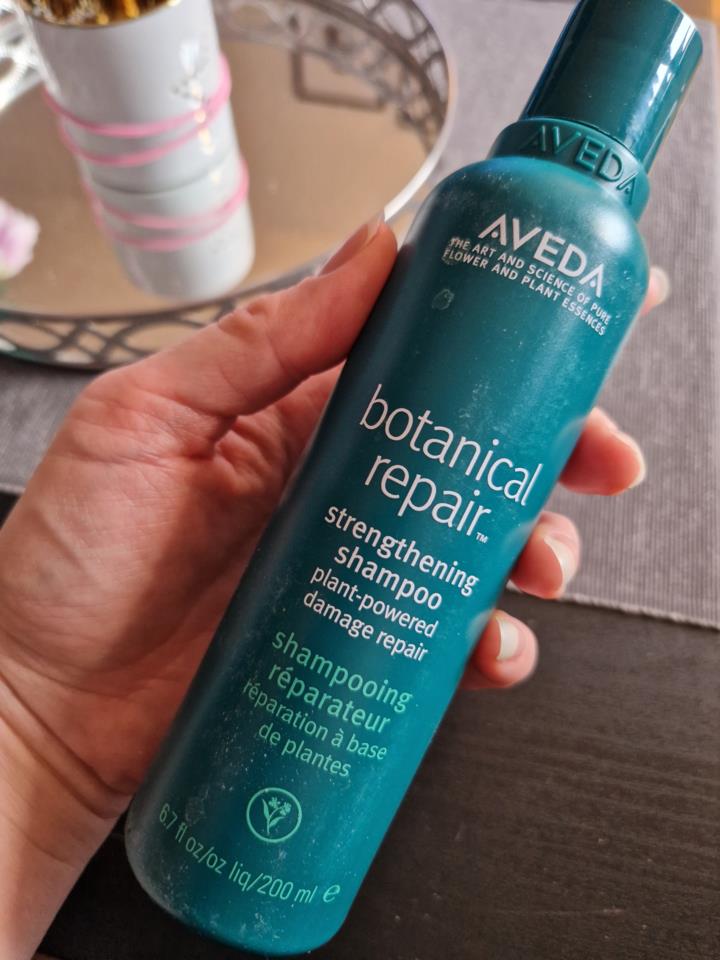 AVEDA
AVEDA
THE ART AND SCIENCE OF PURE
FLOWER AND PLANT ESSENCES
botanical
repair™
strengthening
shampoo
plant-powered
damage repair
shampooing
réparateur
réparation à base
de plantes
6.7 fl oz/oz liq/200 ml ℮